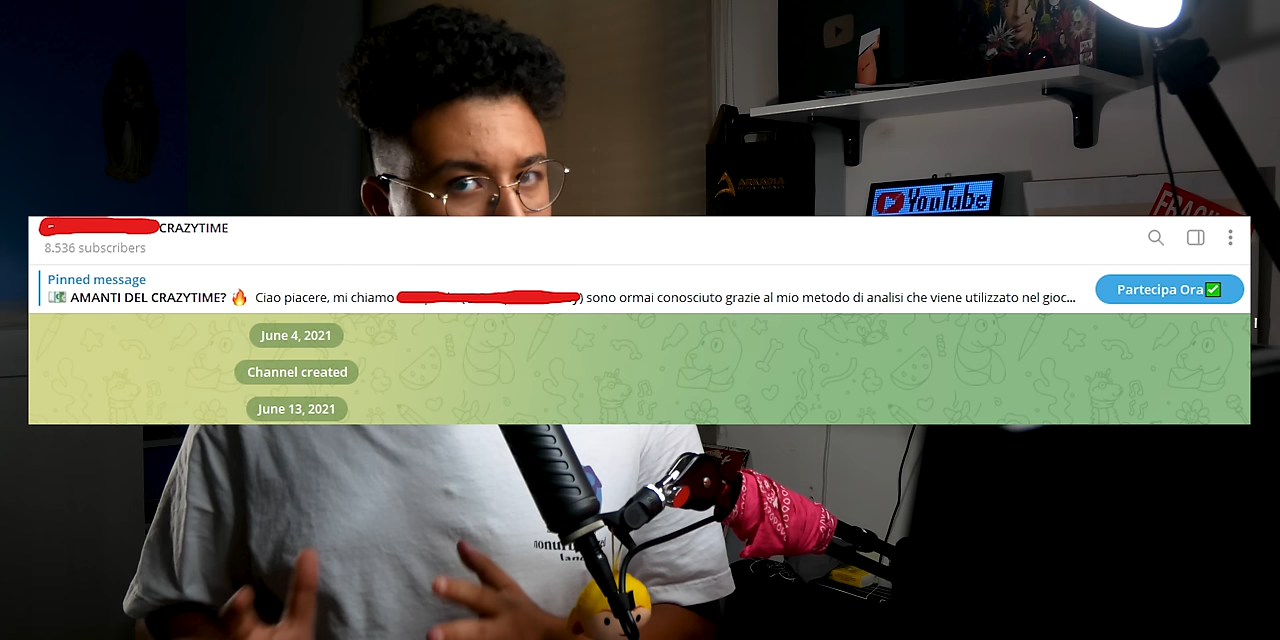 ARKADIA
YouTube
FRAGIL
CRAZYTIME
8.536 subscribers
Pinned message
💵 AMANTI DEL CRAZYTIME? 🔥 Ciao piacere, mi chiamo ) sono ormai conosciuto grazie al mio metodo di analisi che viene utilizzato nel gioc...
Partecipa Ora✅
June 4, 2021
Channel created
June 13, 2021